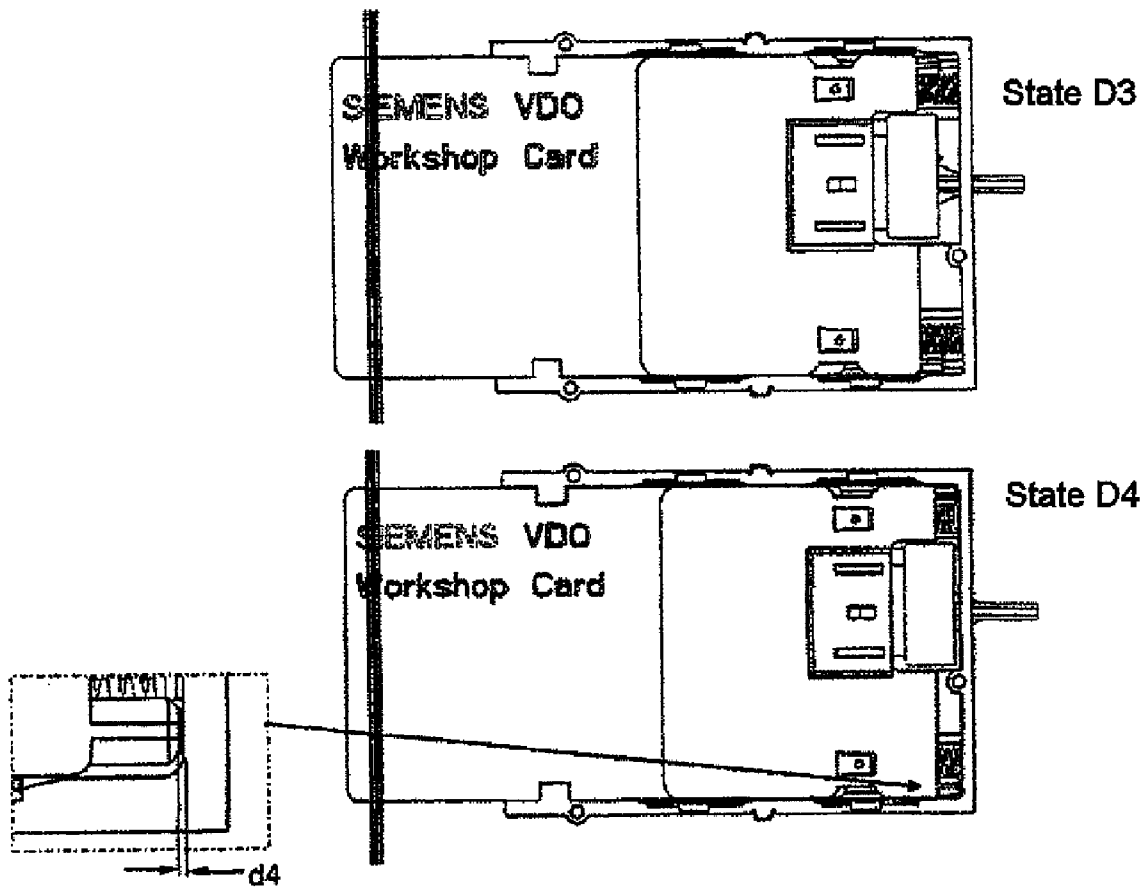 State D3
SIEMENS VDO
Workshop Card
State D4
SIEMENS VDO
Workshop Card
d4